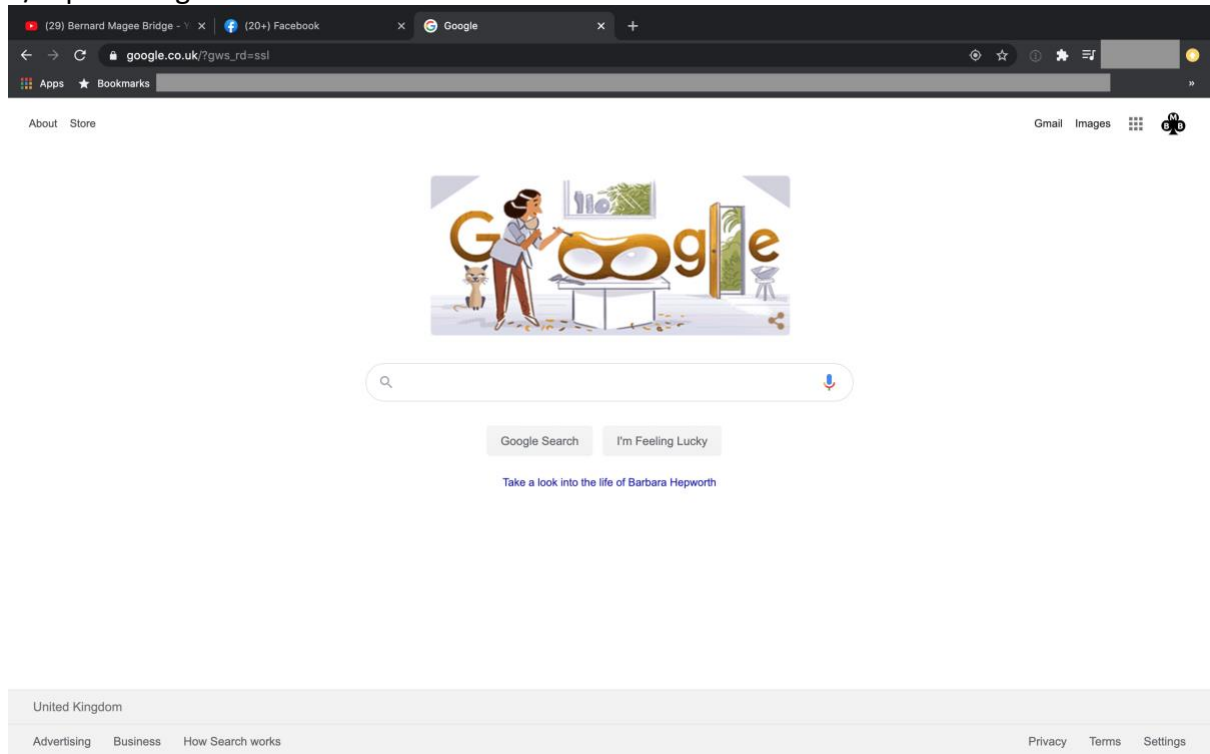 (29) Bernard Magee Bridge - Y (20+) Facebook Google
google.co.uk/?gws_rd=ssl
Apps Bookmarks
About Store Gmail Images M B B
Google
Google Search I'm Feeling Lucky
Take a look into the life of Barbara Hepworth
United Kingdom
Advertising Business How Search works Privacy Terms Settings